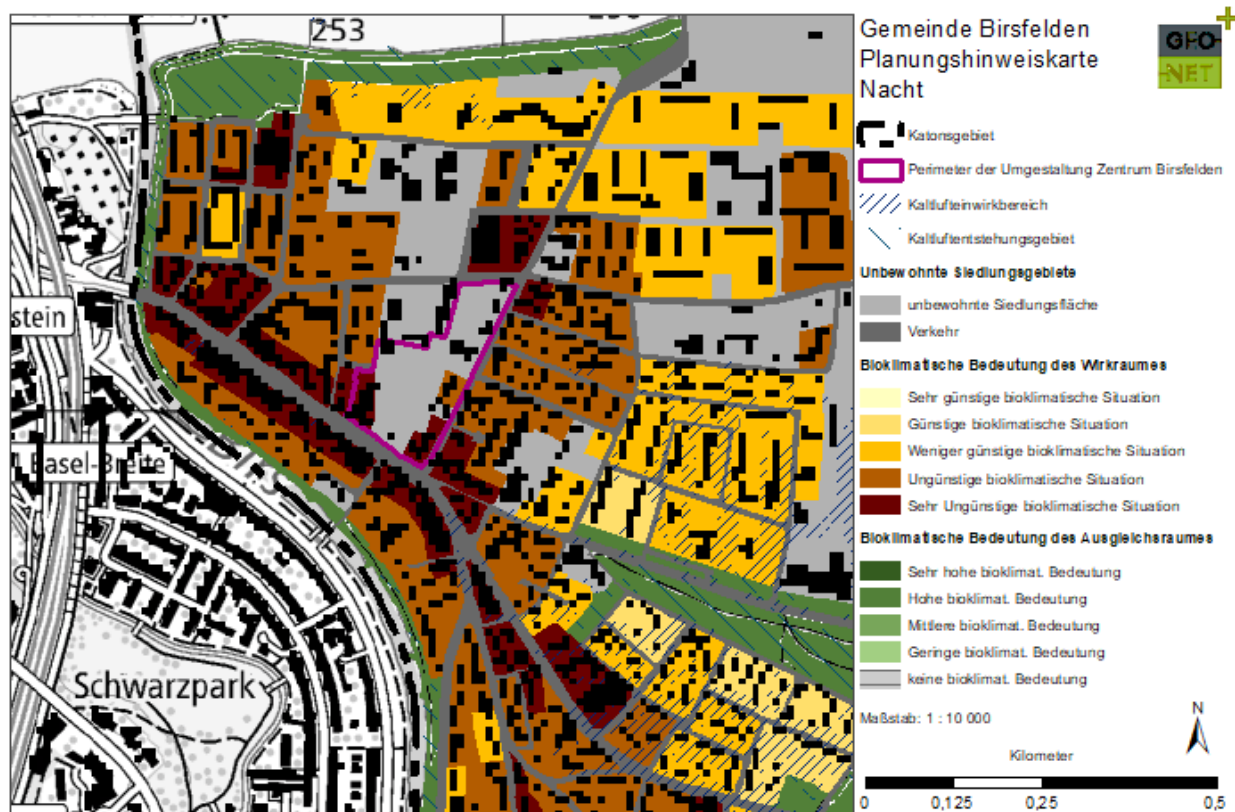 253
stein
Basel-Breite
BIRS
Schwarzpark
Gemeinde Birsfelden
Planungshinweiskarte
Nacht
GEO
NET
Katonsgebiet
Perimeter der Umgestaltung Zentrum Birsfelden
Kaltlufteinwirkbereich
Kaltluftentstehungsgebiet
Unbewohnte Siedlungsgebiete
unbewohnte Siedlungsfläche
Verkehr
Bioklimatische Bedeutung des Wirkraumes
Sehr günstige bioklimatische Situation
Günstige bioklimatische Situation
Weniger günstige bioklimatische Situation
Ungünstige bioklimatische Situation
Sehr Ungünstige bioklimatische Situation
Bioklimatische Bedeutung des Ausgleichsraumes
Sehr hohe bioklimat. Bedeutung
Hohe bioklimat. Bedeutung
Mittlere bioklimat. Bedeutung
Geringe bioklimat. Bedeutung
keine bioklimat. Bedeutung
Maßstab: 1 : 10 000
N
Kilometer
0 0,125 0,25 0,5